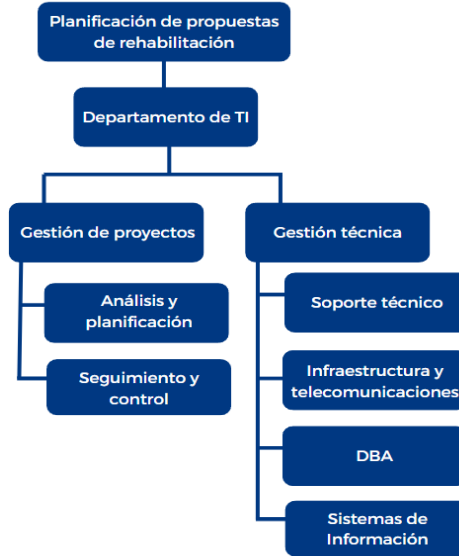 Planificación de propuestas
de rehabilitación
Departamento de TI
Gestión de proyectos
Análisis y
planificación
Seguimiento y
control
Gestión técnica
Soporte técnico
Infraestructura y
telecomunicaciones
DBA
Sistemas de
Información